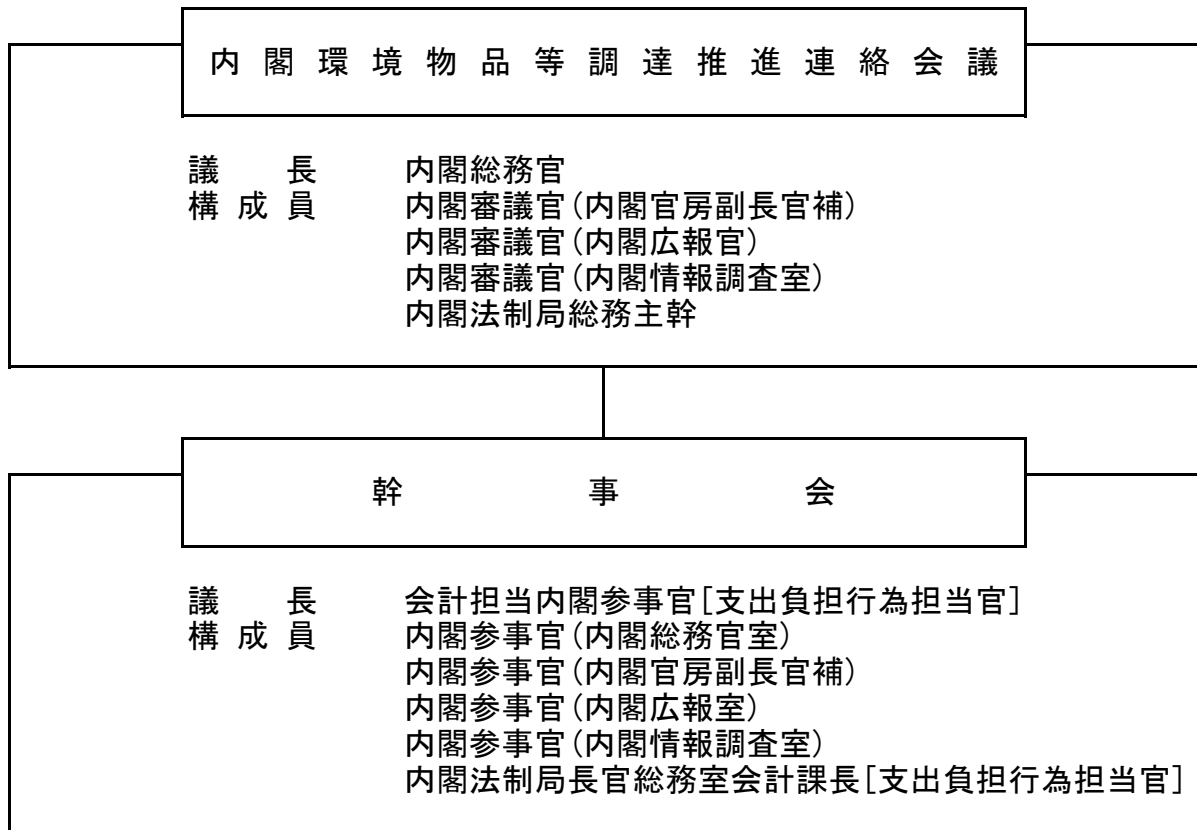 内閣環境物品等調達推進連絡会議
議長 内閣総務官
構成員 内閣審議官(内閣官房副長官補)
内閣審議官(内閣広報官)
内閣審議官(内閣情報調査室)
内閣法制局総務主幹
幹事会
議長 会計担当内閣参事官[支出負担行為担当官]
構成員 内閣参事官(内閣総務官室)
内閣参事官(内閣官房副長官補)
内閣参事官(内閣広報室)
内閣参事官(内閣情報調査室)
内閣法制局長官総務室会計課長[支出負担行為担当官]